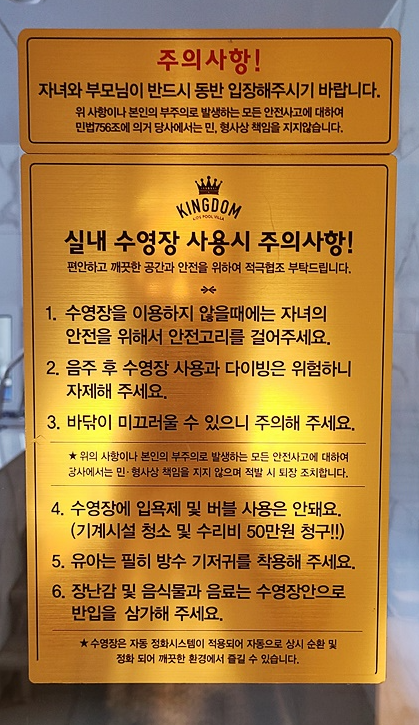 주의사항!
자녀와 부모님이 반드시 동반 입장해주시기 바랍니다.
위 사항이나 본인의 부주의로 발생하는 모든 안전사고에 대하여
민법756조에 의거 당사에서는 민, 형사상 책임을 지지않습니다.
KINGDOM
KIDS POOL VILLA
실내 수영장 사용시 주의사항!
편안하고 깨끗한 공간과 안전을 위하여 적극협조 부탁드립니다.
1. 수영장을 이용하지 않을때에는 자녀의
안전을 위해서 안전고리를 걸어주세요.
2. 음주 후 수영장 사용과 다이빙은 위험하니
자제해 주세요.
3. 바닦이 미끄러울 수 있으니 주의해 주세요.
★ 위의 사항이나 본인의 부주의로 발생하는 모든 안전사고에 대하여
당사에서는 민·형사상 책임을 지지 않으며 적발 시 퇴장 조치합니다.
4. 수영장에 입욕제 및 버블 사용은 안돼요.
(기계시설 청소 및 수리비 50만원 청구!!)
5. 유아는 필히 방수 기저귀를 착용해 주세요.
6. 장난감 및 음식물과 음료는 수영장안으로
반입을 삼가해 주세요.
★ 수영장은 자동 정화시스템이 적용되어 자동으로 상시 순환 및
정화 되어 깨끗한 환경에서 즐길 수 있습니다.